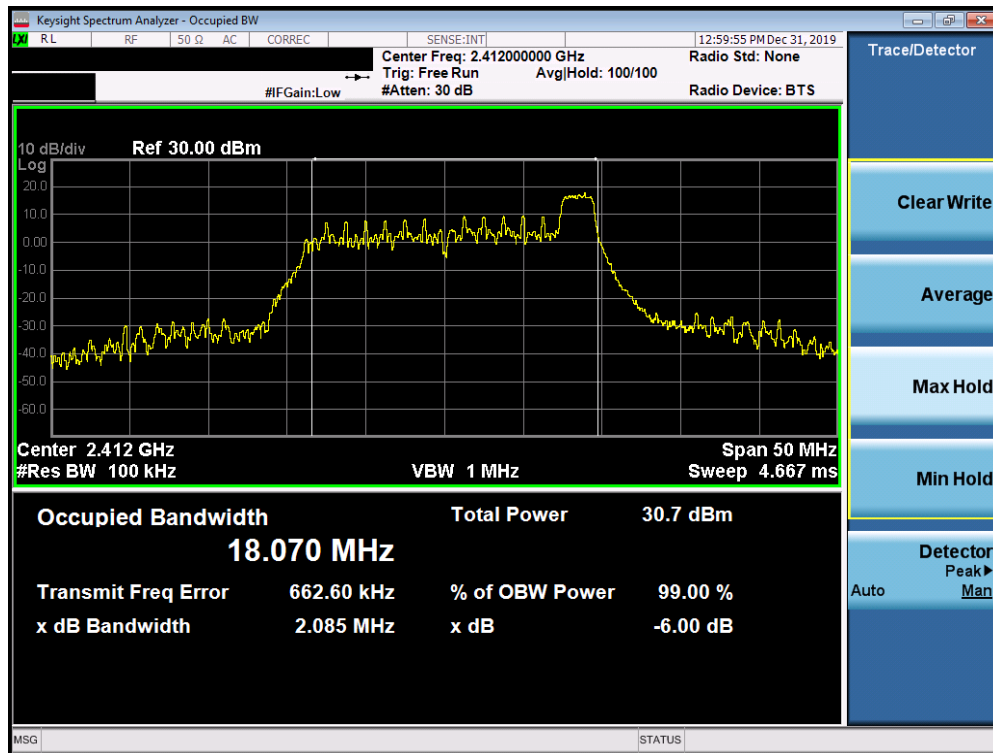 Keysight Spectrum Analyzer - Occupied BW
LXI RL RF 50 Ω AC CORREC SENSE:INT 12:59:55 PM Dec 31, 2019
Center Freq: 2.412000000 GHz Radio Std: None
Trig: Free Run Avg|Hold: 100/100
#IFGain:Low #Atten: 30 dB Radio Device: BTS
Trace/Detector
10 dB/div Ref 30.00 dBm
Log
20.0
10.0
0.00
-10.0
-20.0
-30.0
-40.0
-50.0
-60.0
Center 2.412 GHz Span 50 MHz
#Res BW 100 kHz VBW 1 MHz Sweep 4.667 ms
Occupied Bandwidth Total Power 30.7 dBm
18.070 MHz
Transmit Freq Error 662.60 kHz % of OBW Power 99.00 %
x dB Bandwidth 2.085 MHz x dB -6.00 dB
Clear Write
Average
Max Hold
Min Hold
Detector
Peak▶
Auto Man
MSG STATUS